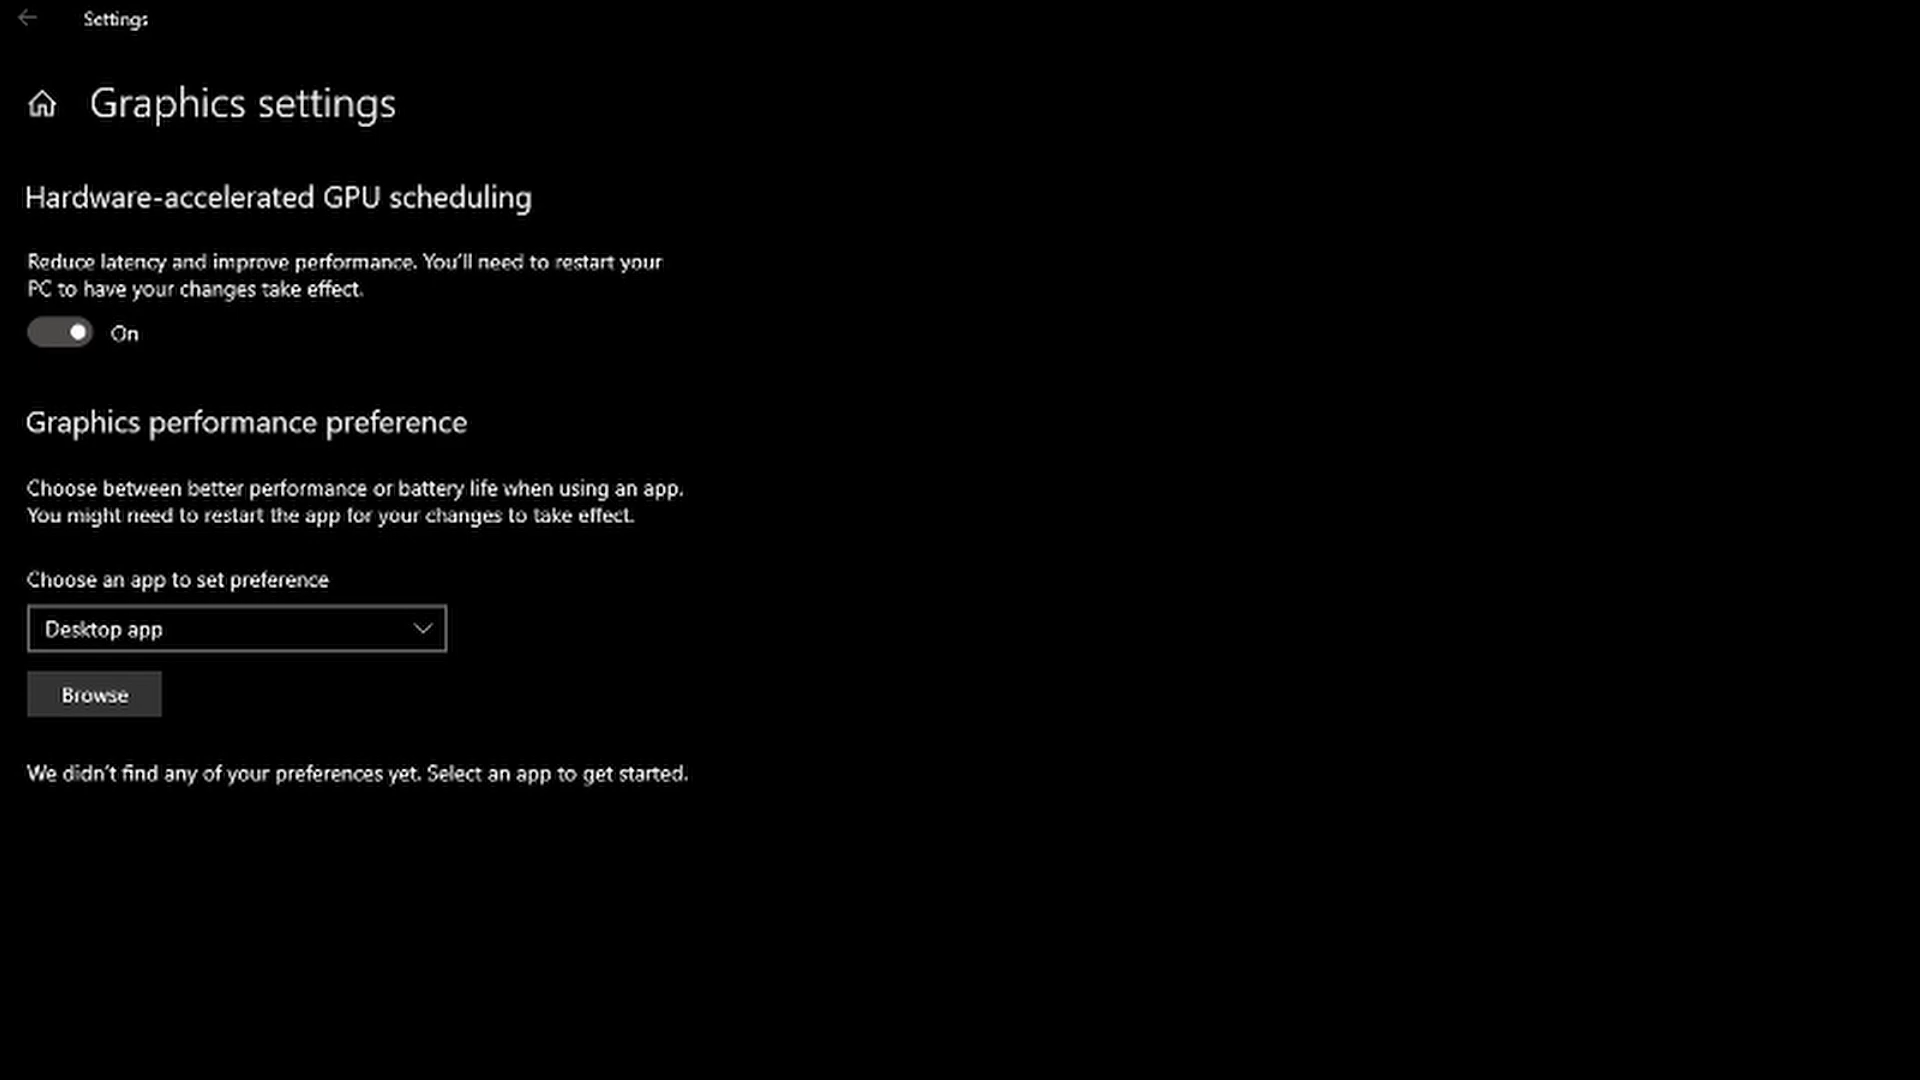 Settings
Graphics settings
Hardware-accelerated GPU scheduling
Reduce latency and improve performance. You'll need to restart your
PC to have your changes take effect.
On
Graphics performance preference
Choose between better performance or battery life when using an app.
You might need to restart the app for your changes to take effect.
Choose an app to set preference
Desktop app
Browse
We didn't find any of your preferences yet. Select an app to get started.